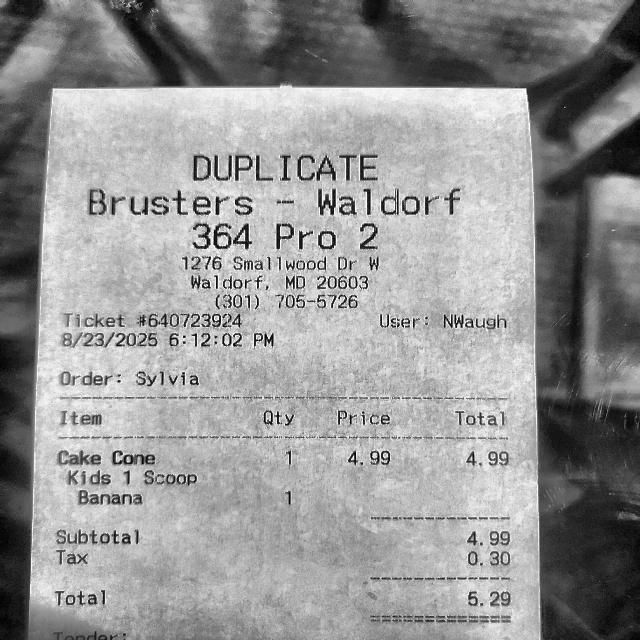 DUPLICATE
Brusters - Waldorf
364 Pro 2
1276 Smallwood Dr W
Waldorf, MD 20603
(301) 705-5726
Ticket #640723924 User: NWaugh
8/23/2025 6:12:02 PM
Order: Sylvia
Item Qty Price Total
Cake Cone 1 4.99 4.99
Kids 1 Scoop
Banana 1
Subtotal 4.99
Tax 0.30
Total 5.29
Tender: